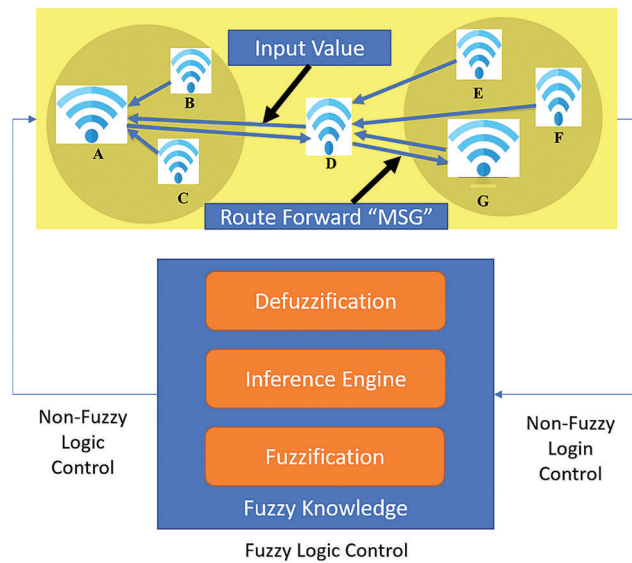 Input Value
A
B
C
D
E
F
G
Route Forward “MSG”
Defuzzification
Inference Engine
Fuzzification
Fuzzy Knowledge
Non-Fuzzy
Logic
Control
Non-Fuzzy
Login
Control
Fuzzy Logic Control